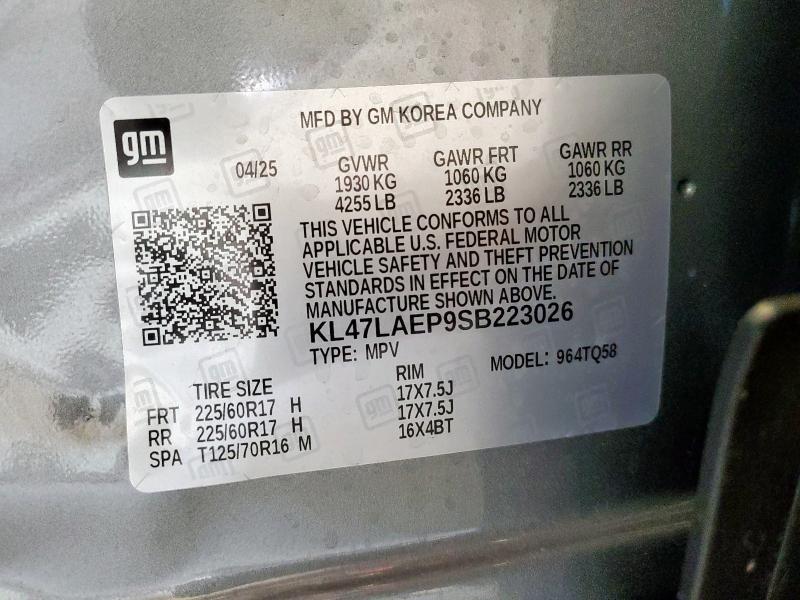 gm
MFD BY GM KOREA COMPANY
04/25
GVWR GAWR FRT GAWR RR
1930 KG 1060 KG 1060 KG
4255 LB 2336 LB 2336 LB
THIS VEHICLE CONFORMS TO ALL
APPLICABLE U.S. FEDERAL MOTOR
VEHICLE SAFETY AND THEFT PREVENTION
STANDARDS IN EFFECT ON THE DATE OF
MANUFACTURE SHOWN ABOVE.
KL47LAEP9SB223026
TYPE: MPV MODEL: 964TQ58
TIRE SIZE RIM
FRT 225/60R17 H 17X7.5J
RR 225/60R17 H 17X7.5J
SPA T125/70R16 M 16X4BT